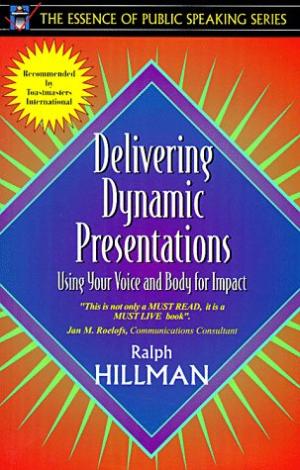 THE ESSENCE OF PUBLIC SPEAKING SERIES
Recommended
by
Toastmasters
International
Delivering
Dynamic
Presentations
Using Your Voice and Body for Impact
"This is not only a MUST READ, it is a
MUST LIVE book".
Jan M. Roelofs, Communications Consultant
Ralph
HILLMAN